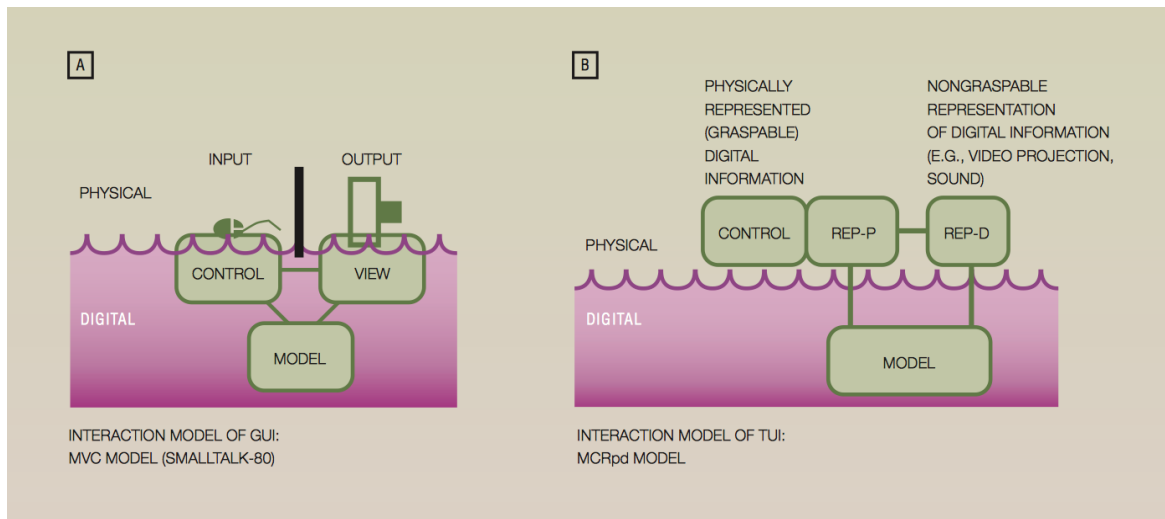 A
INPUT
OUTPUT
PHYSICAL
CONTROL
VIEW
DIGITAL
MODEL
INTERACTION MODEL OF GUI:
MVC MODEL (SMALLTALK-80)
B
PHYSICALLY
REPRESENTED
(GRASPABLE)
DIGITAL
INFORMATION
NONGRASPABLE
REPRESENTATION
OF DIGITAL INFORMATION
(E.G., VIDEO PROJECTION,
SOUND)
CONTROL
REP-P
REP-D
PHYSICAL
DIGITAL
MODEL
INTERACTION MODEL OF TUI:
MCRpd MODEL